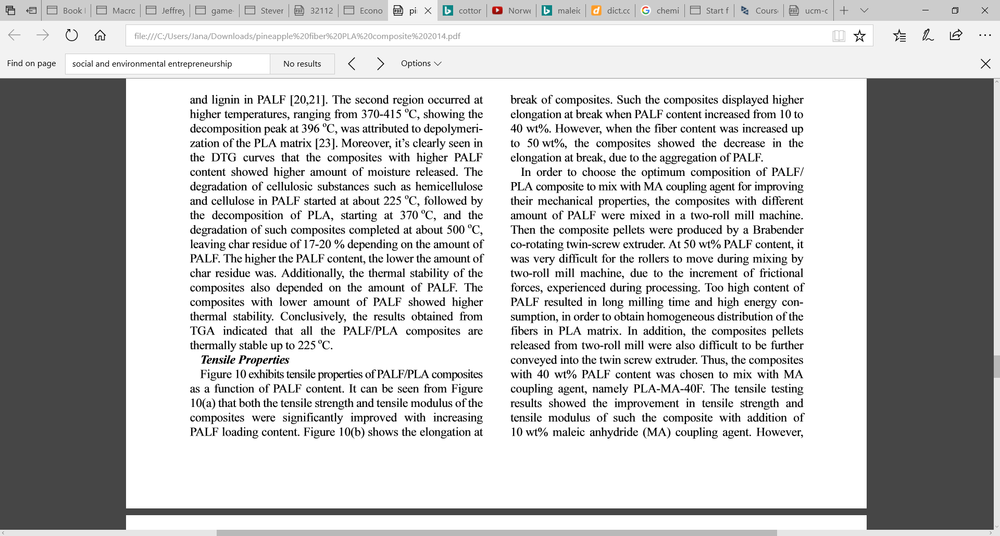 Book
Macro
Jeffrey
game-
Steven
32112
Econo
pi
cottor
Norwe
maleic
dict.cc
chemi
Start f
Cours
ucm-c
file:///C:/Users/Jana/Downloads/pineapple%20fiber%20PLA%20composite%202014.pdf
Find on page social and environmental entrepreneurship No results Options
and lignin in PALF [20,21]. The second region occurred at
higher temperatures, ranging from 370-415 °C, showing the
decomposition peak at 396 °C, was attributed to depolymeri-
zation of the PLA matrix [23]. Moreover, it's clearly seen in
the DTG curves that the composites with higher PALF
content showed higher amount of moisture released. The
degradation of cellulosic substances such as hemicellulose
and cellulose in PALF started at about 225 °C, followed by
the decomposition of PLA, starting at 370 °C, and the
degradation of such composites completed at about 500 °C,
leaving char residue of 17-20 % depending on the amount of
PALF. The higher the PALF content, the lower the amount of
char residue was. Additionally, the thermal stability of the
composites also depended on the amount of PALF. The
composites with lower amount of PALF showed higher
thermal stability. Conclusively, the results obtained from
TGA indicated that all the PALF/PLA composites are
thermally stable up to 225 °C.
Tensile Properties
Figure 10 exhibits tensile properties of PALF/PLA composites
as a function of PALF content. It can be seen from Figure
10(a) that both the tensile strength and tensile modulus of the
composites were significantly improved with increasing
PALF loading content. Figure 10(b) shows the elongation at
break of composites. Such the composites displayed higher
elongation at break when PALF content increased from 10 to
40 wt%. However, when the fiber content was increased up
to 50 wt%, the composites showed the decrease in the
elongation at break, due to the aggregation of PALF.
In order to choose the optimum composition of PALF/
PLA composite to mix with MA coupling agent for improving
their mechanical properties, the composites with different
amount of PALF were mixed in a two-roll mill machine.
Then the composite pellets were produced by a Brabender
co-rotating twin-screw extruder. At 50 wt% PALF content, it
was very difficult for the rollers to move during mixing by
two-roll mill machine, due to the increment of frictional
forces, experienced during processing. Too high content of
PALF resulted in long milling time and high energy con-
sumption, in order to obtain homogeneous distribution of the
fibers in PLA matrix. In addition, the composites pellets
released from two-roll mill were also difficult to be further
conveyed into the twin screw extruder. Thus, the composites
with 40 wt% PALF content was chosen to mix with MA
coupling agent, namely PLA-MA-40F. The tensile testing
results showed the improvement in tensile strength and
tensile modulus of such the composite with addition of
10 wt% maleic anhydride (MA) coupling agent. However,